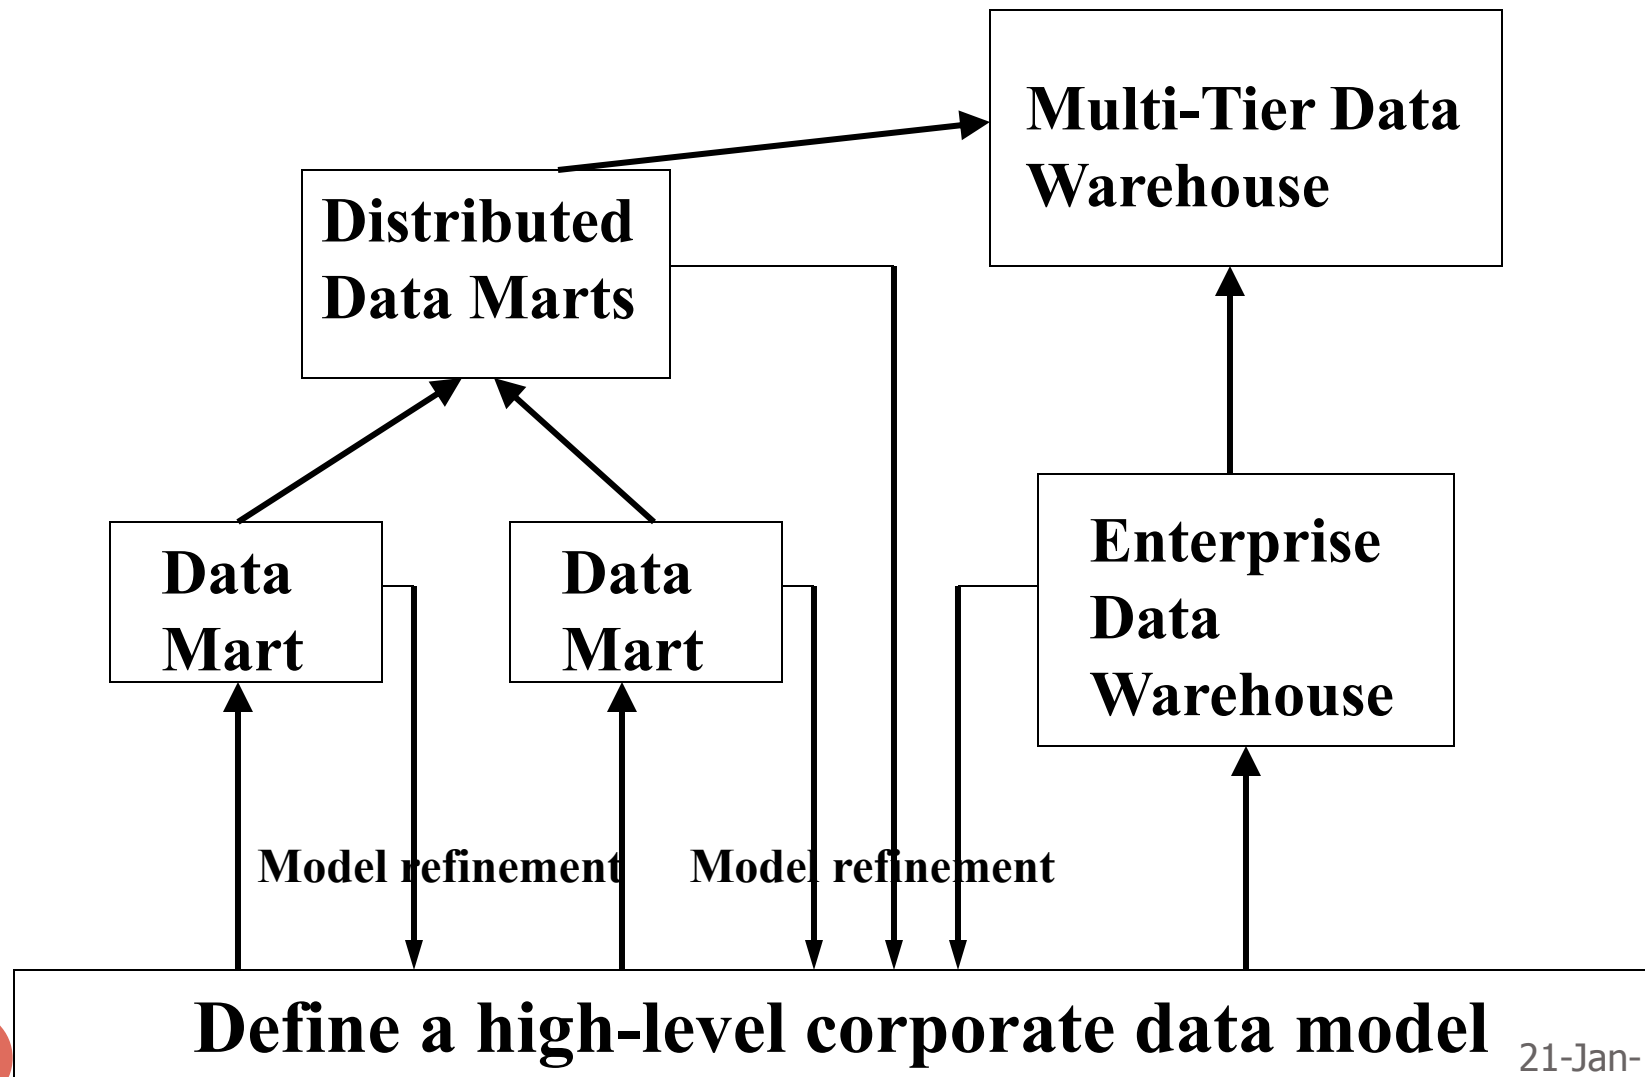 Multi-Tier Data
Warehouse
Distributed
Data Marts
Data
Mart
Data
Mart
Enterprise
Data
Warehouse
Model refinement
Model refinement
Define a high-level corporate data model
21-Jan-